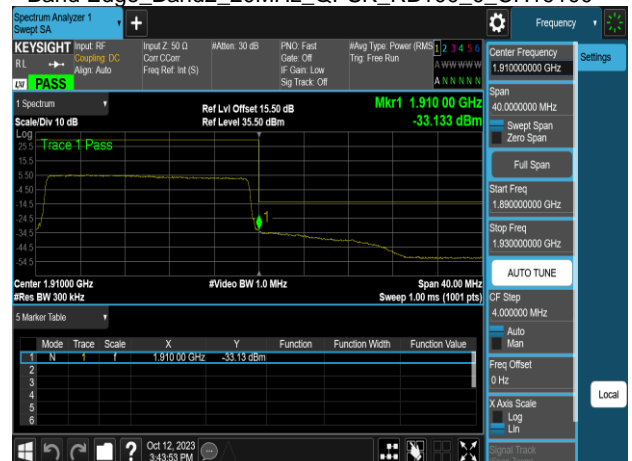 Spectrum Analyzer 1
Swept SA
Frequency
KEYSIGHT
RL
LXI
PASS
Input: RF
Coupling: DC
Align: Auto
Input Z: 50 Ω
Corr CCorr
Freq Ref: Int (S)
#Atten: 30 dB
PNO: Fast
Gate: Off
IF Gain: Low
Sig Track: Off
#Avg Type: Power (RMS
Trig: Free Run
1 2 3 4 5 6
A W W W W W
A N N N N N
1 Spectrum
Scale/Div 10 dB
Ref Lvl Offset 15.50 dB
Ref Level 35.50 dBm
Mkr1 1.910 00 GHz
-33.133 dBm
Log
Trace 1 Pass
25.5
15.5
5.50
-4.50
-14.5
-24.5
-34.5
-44.5
-54.5
1
Center 1.91000 GHz
#Res BW 300 kHz
#Video BW 1.0 MHz
Span 40.00 MHz
Sweep 1.00 ms (1001 pts)
5 Marker Table
Mode Trace Scale X Y Function Function Width Function Value
1 N 1 f 1.910 00 GHz -33.13 dBm
2
3
4
5
6
Oct 12, 2023
3:43:53 PM
Center Frequency
1.910000000 GHz
Settings
Span
40.0000000 MHz
Swept Span
Zero Span
Full Span
Start Freq
1.890000000 GHz
Stop Freq
1.930000000 GHz
AUTO TUNE
CF Step
4.000000 MHz
Auto
Man
Freq Offset
0 Hz
X Axis Scale
Log
Lin
Local
Signal Track